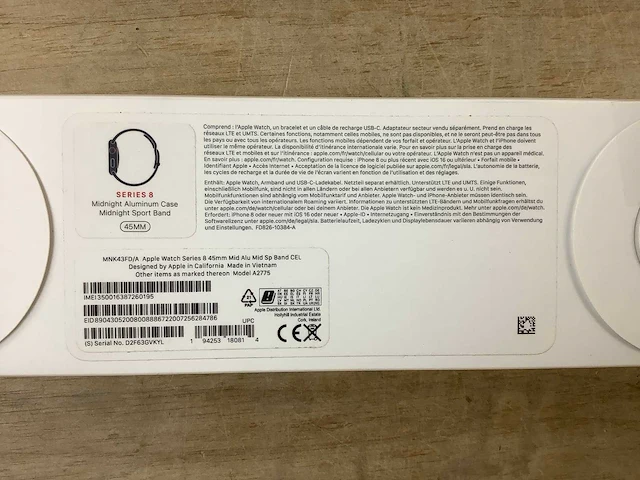 SERIES 8
Midnight Aluminum Case
Midnight Sport Band
45MM
Comprend : l'Apple Watch, un bracelet et un câble de recharge USB-C. Adaptateur secteur vendu séparément. Prend en charge les
réseaux LTE et UMTS. Certaines fonctions, notamment celles mobiles, ne sont pas disponibles, et ne le seront peut-être pas dans tous
les pays ou avec tous les opérateurs. Les fonctions mobiles dépendent de vos forfait et opérateur. L'Apple Watch et l'iPhone doivent
utiliser le même opérateur. La disponibilité d'itinérance internationale varie. Pour en savoir plus sur la prise en charge des
réseaux LTE et mobiles et sur l'itinérance : apple.com/fr/watch/cellular ou votre opérateur. L'Apple Watch n'est pas un appareil médical.
En savoir plus : apple.com/fr/watch. Configuration requise : iPhone 8 ou plus récent avec iOS 16 ou ultérieur • Forfait mobile •
Identifiant Apple • Accès Internet • Acceptation de la licence de logiciel publiée sur apple.com/fr/legal/sla. L'autonomie de la batterie,
les cycles de recharge et la durée de vie de l'écran varient en fonction de l'utilisation et des réglages.
Enthält: Apple Watch, Armband und USB-C-Ladekabel. Netzteil separat erhältlich. Unterstützt LTE und UMTS. Einige Funktionen,
einschließlich Mobilfunk, sind nicht in allen Ländern oder bei allen Anbietern verfügbar und werden es u. U. nicht sein.
Mobilfunkfunktionen sind abhängig von Mobilfunktarif und Anbieter. Apple Watch- und iPhone-Anbieter müssen identisch sein.
Die Verfügbarkeit von internationalem Roaming variiert. Informationen zu unterstützten LTE-Bändern und Mobilfunktarifen erhältst du
unter apple.com/de/watch/cellular oder bei deinem Anbieter. Die Apple Watch ist kein Medizinprodukt. Mehr unter apple.com/de/watch.
Erfordert: iPhone 8 oder neuer mit iOS 16 oder neuer • Apple-ID • Internetzugang • Einverständnis mit den Bestimmungen der
Softwarelizenz unter apple.com/de/legal/sla. Batterielaufzeit, Ladezyklen und Displaylebensdauer variieren abhängig von Verwendung
und Einstellungen. FD826-10384-A
MNK43FD/A Apple Watch Series 8 45mm Mid Alu Mid Sp Band CEL
Designed by Apple in California Made in Vietnam
Other items as marked thereon Model A2775
IMEI350016387260195
EID89043052008008886722007256284786
(S) Serial No. D2F63GVKYL
UPC
1 94253 18081 4
21
PAP
Apple Distribution International Ltd.
Hollyhill Industrial Estate
Cork, Ireland
CE